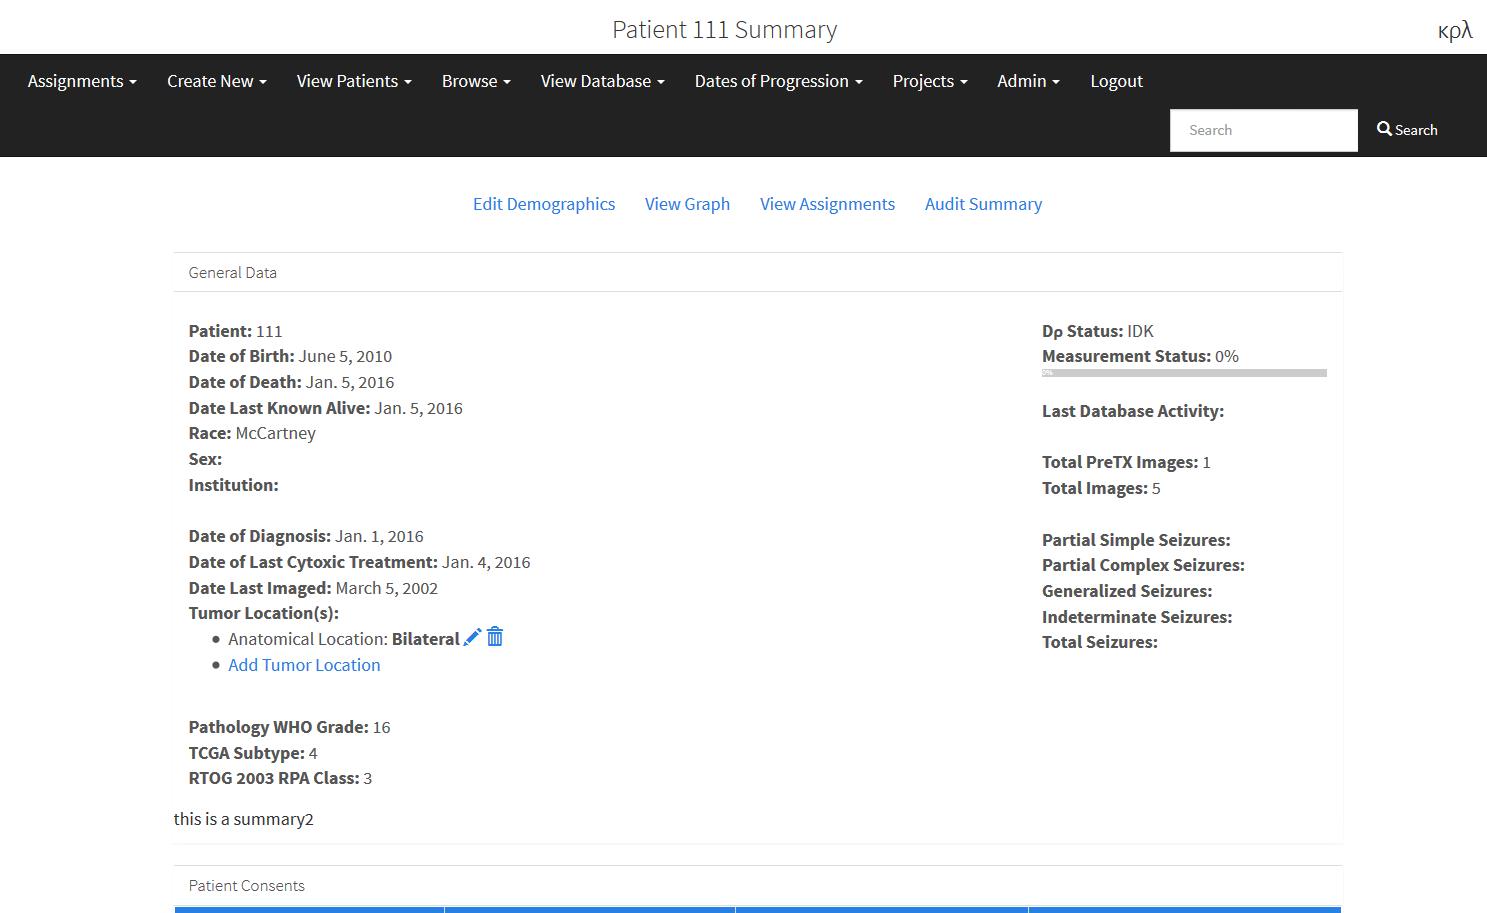 Patient 111 Summary
κρλ
Assignments Create New View Patients Browse View Database Dates of Progression Projects Admin Logout
Search Search
Edit Demographics View Graph View Assignments Audit Summary
General Data
Patient: 111
Date of Birth: June 5, 2010
Date of Death: Jan. 5, 2016
Date Last Known Alive: Jan. 5, 2016
Race: McCartney
Sex:
Institution:
Date of Diagnosis: Jan. 1, 2016
Date of Last Cytoxic Treatment: Jan. 4, 2016
Date Last Imaged: March 5, 2002
Tumor Location(s):
Anatomical Location: Bilateral
Add Tumor Location
Pathology WHO Grade: 16
TCGA Subtype: 4
RTOG 2003 RPA Class: 3
this is a summary2
Dρ Status: IDK
Measurement Status: 0%
0%
Last Database Activity:
Total PreTX Images: 1
Total Images: 5
Partial Simple Seizures:
Partial Complex Seizures:
Generalized Seizures:
Indeterminate Seizures:
Total Seizures:
Patient Consents